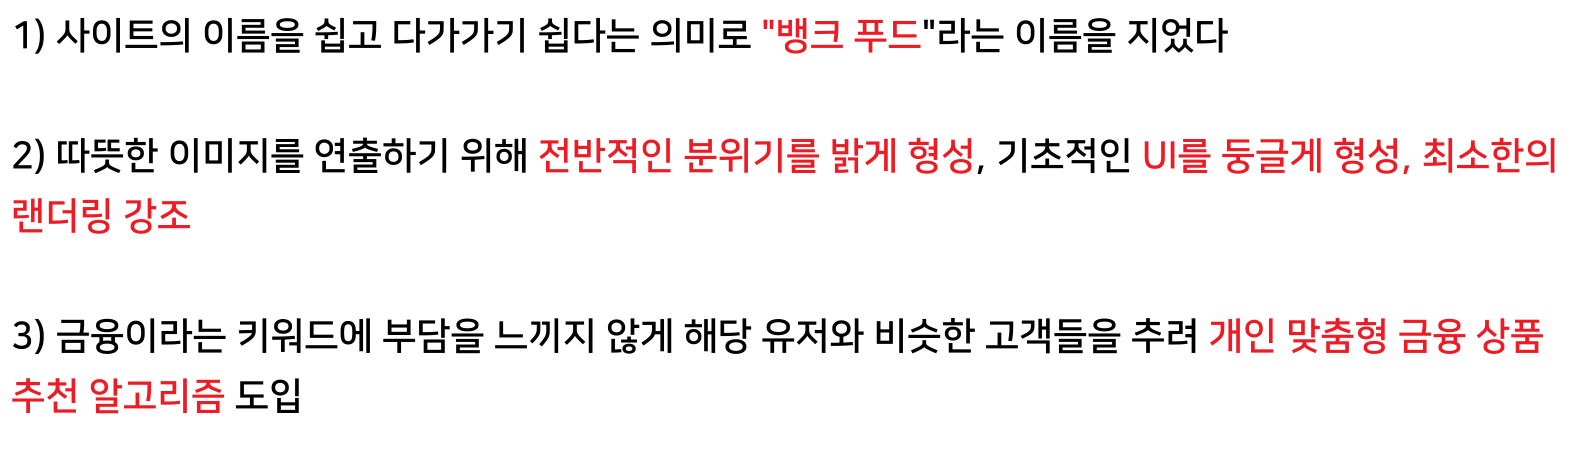 1) 사이트의 이름을 쉽고 다가가기 쉽다는 의미로 "뱅크 푸드"라는 이름을 지었다
2) 따뜻한 이미지를 연출하기 위해 전반적인 분위기를 밝게 형성, 기초적인 UI를 둥글게 형성, 최소한의
랜더링 강조
3) 금융이라는 키워드에 부담을 느끼지 않게 해당 유저와 비슷한 고객들을 추려 개인 맞춤형 금융 상품
추천 알고리즘 도입